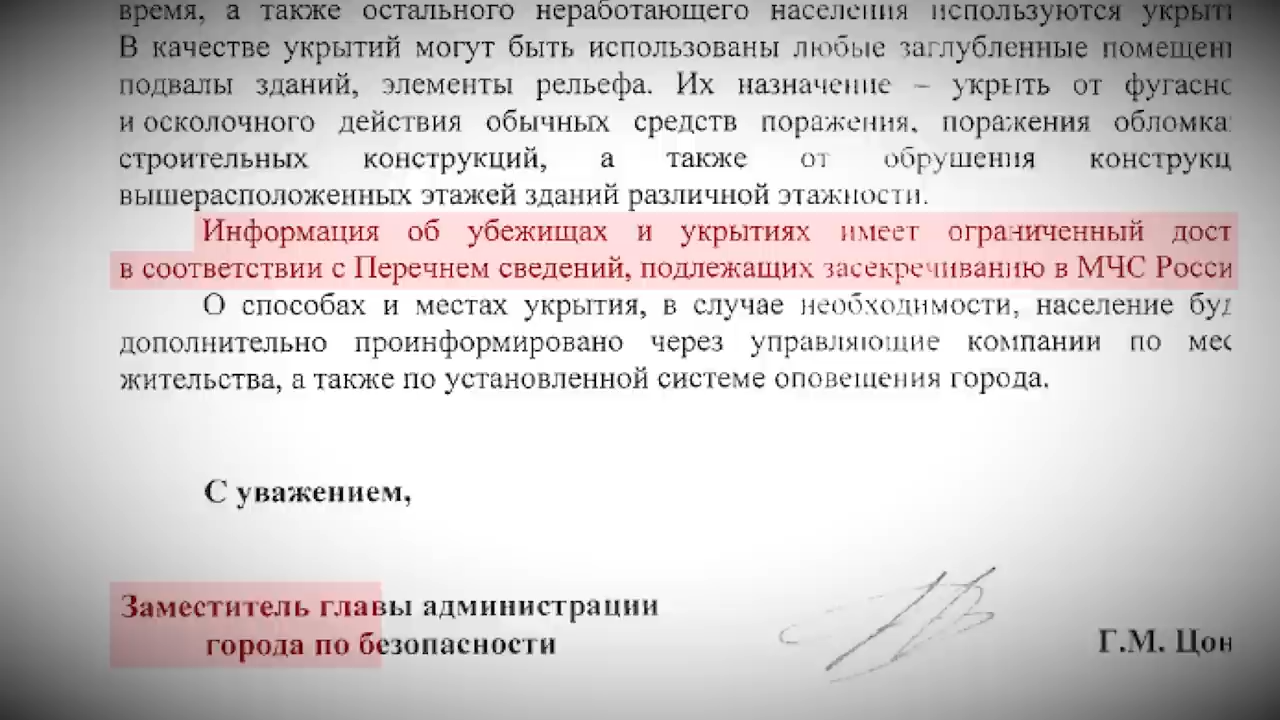 время, а также остального неработающего населения используются укрыти
В качестве укрытий могут быть использованы любые заглубленные помещени
подвалы зданий, элементы рельефа. Их назначение – укрыть от фугасно
и осколочного действия обычных средств поражения, поражения обломка
строительных конструкций, а также от обрушения конструкц
вышерасположенных этажей зданий различной этажности.
Информация об убежищах и укрытиях имеет ограниченный дост
в соответствии с Перечнем сведений, подлежащих засекречиванию в МЧС Росси
О способах и местах укрытия, в случае необходимости, население буд
дополнительно проинформировано через управляющие компании по мес
жительства, а также по установленной системе оповещения города.
С уважением,
Заместитель главы администрации
города по безопасности
Г.М. Цон